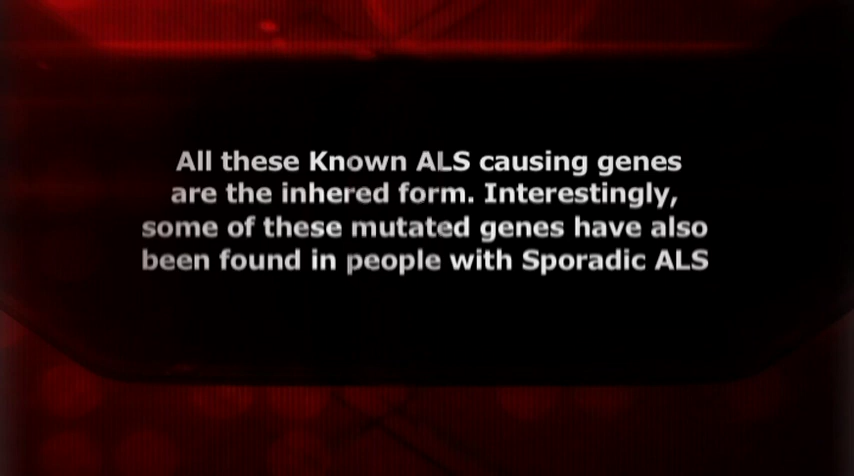 All these Known ALS causing genes
are the inhered form. Interestingly,
some of these mutated genes have also
been found in people with Sporadic ALS